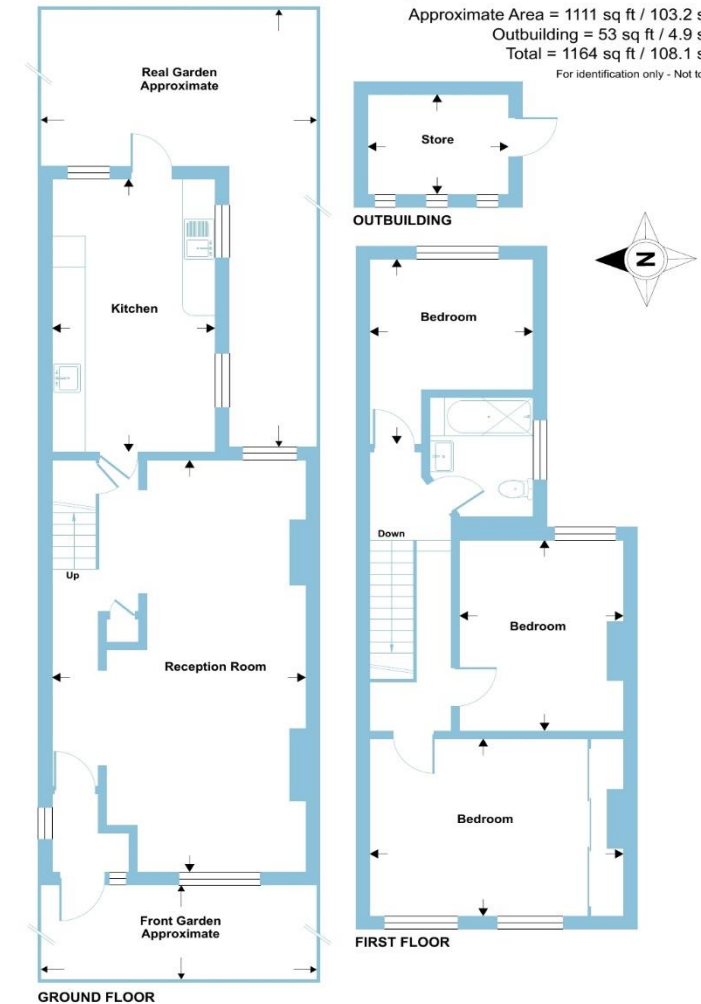 Approximate Area = 1111 sq ft / 103.2 s
Outbuilding = 53 sq ft / 4.9 s
Total = 1164 sq ft / 108.1 s
For identification only - Not to
Real Garden
Approximate
Store
OUTBUILDING
N
Kitchen
Bedroom
Up
Down
Reception Room
Bedroom
Bedroom
Front Garden
Approximate
FIRST FLOOR
GROUND FLOOR